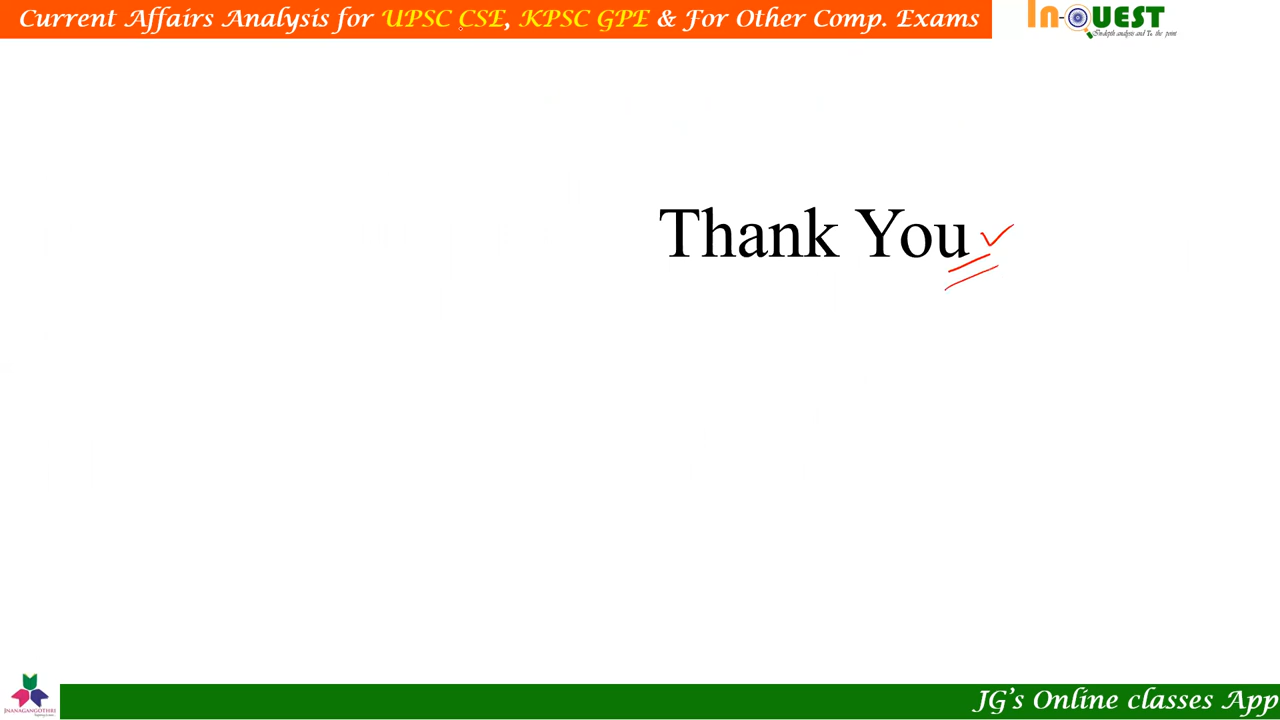 Current Affairs Analysis for UPSC CSE, KPSC GPE & For Other Comp. Exams
In-QUEST
In-depth analysis and To the point
Thank You
JNANAGANGOTHRI
JG's Online classes App